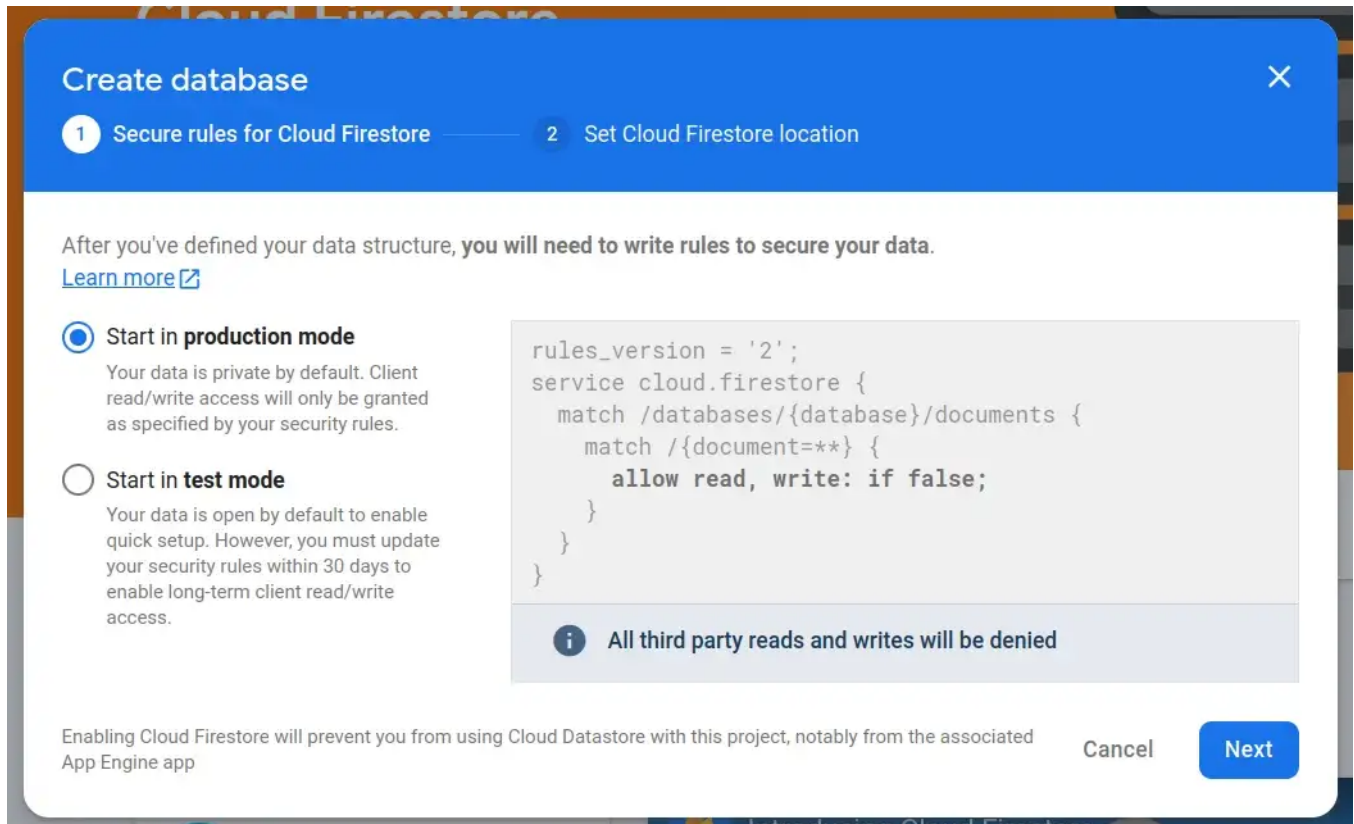 Cloud Firestore
Create database
1 Secure rules for Cloud Firestore 2 Set Cloud Firestore location
After you've defined your data structure, you will need to write rules to secure your data.
Learn more
Start in production mode
Your data is private by default. Client
read/write access will only be granted
as specified by your security rules.
Start in test mode
Your data is open by default to enable
quick setup. However, you must update
your security rules within 30 days to
enable long-term client read/write
access.
rules_version = '2';
service cloud.firestore {
  match /databases/{database}/documents {
    match /{document=**} {
      allow read, write: if false;
    }
  }
}
All third party reads and writes will be denied
Enabling Cloud Firestore will prevent you from using Cloud Datastore with this project, notably from the associated
App Engine app
Cancel
Next